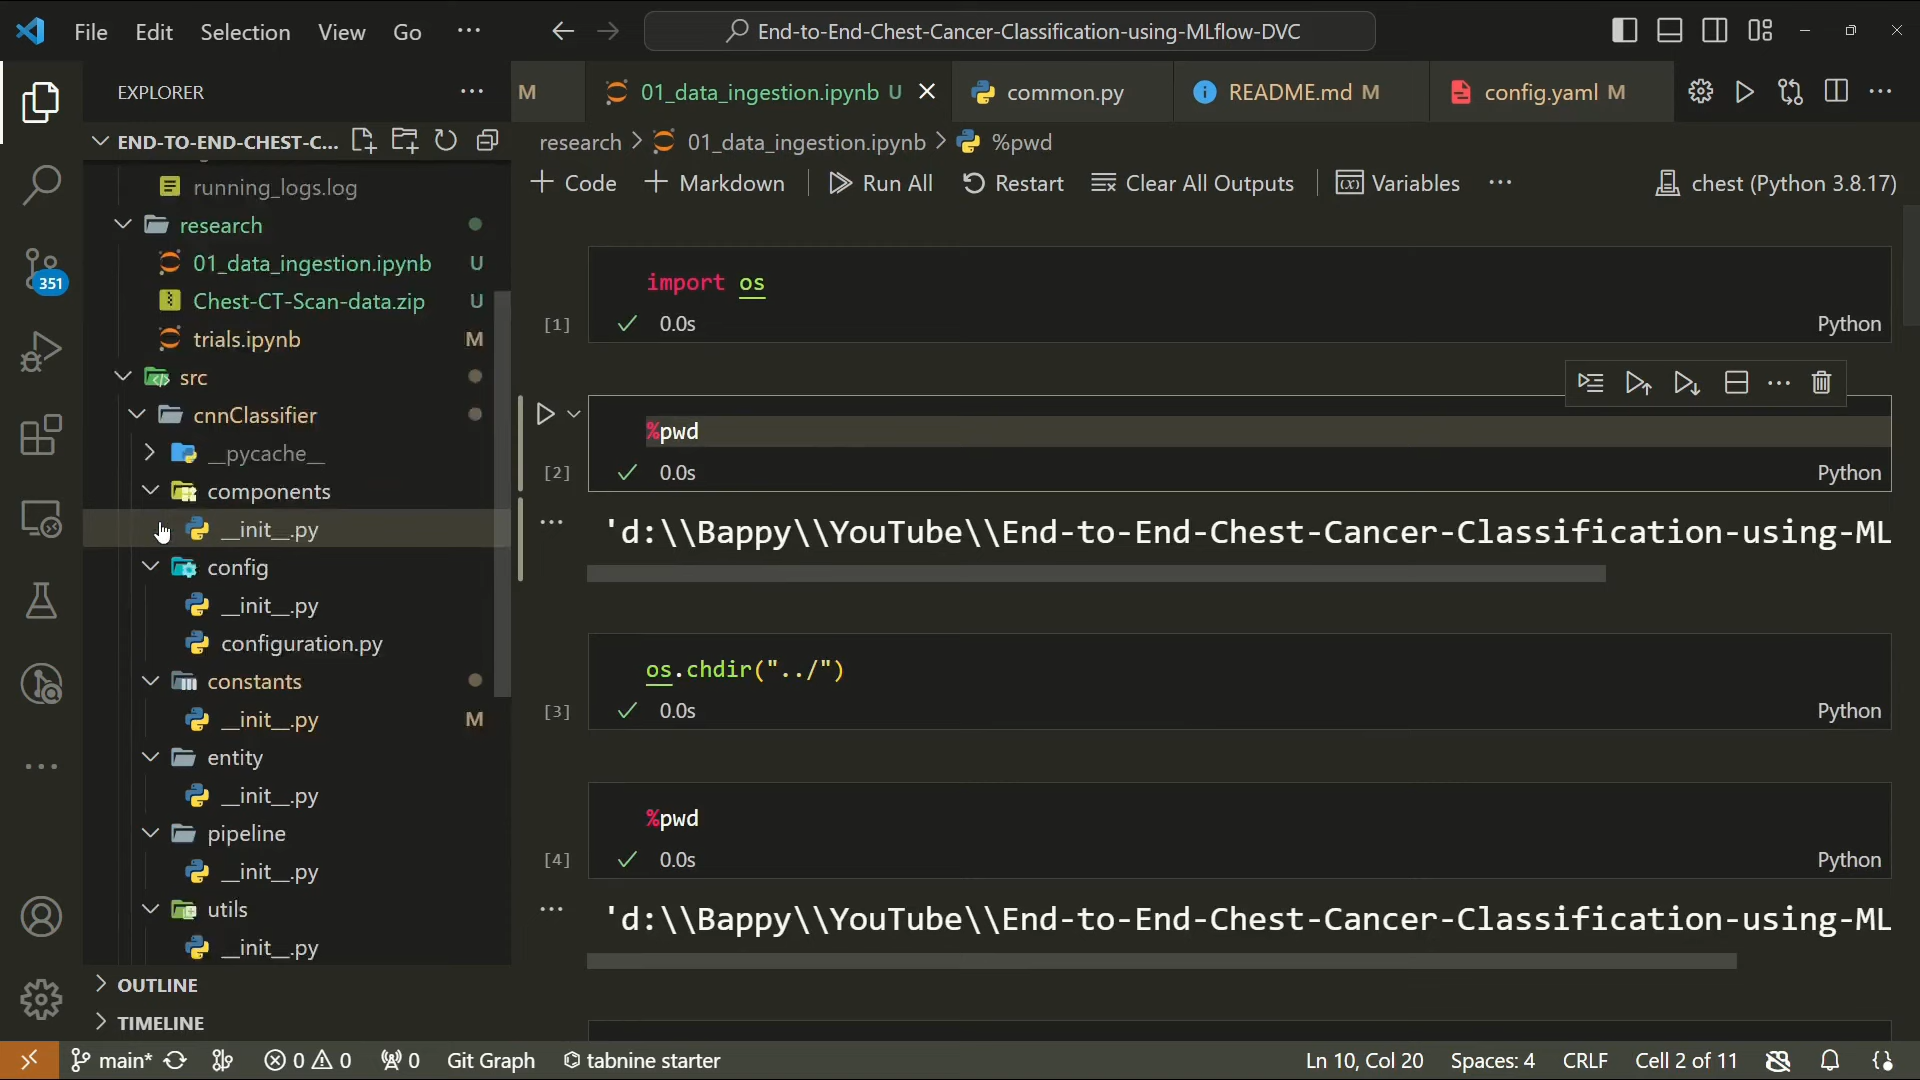 File Edit Selection View Go ···
End-to-End-Chest-Cancer-Classification-using-MLflow-DVC
EXPLORER
M
01_data_ingestion.ipynb U
common.py
README.md M
config.yaml M
END-TO-END-CHEST-C...
research > 01_data_ingestion.ipynb > %pwd
+ Code + Markdown Run All Restart Clear All Outputs Variables ··· chest (Python 3.8.17)
running_logs.log
research
01_data_ingestion.ipynb U
Chest-CT-Scan-data.zip U
trials.ipynb M
src
cnnClassifier
__pycache__
components
__init__.py
config
__init__.py
configuration.py
constants
__init__.py M
entity
__init__.py
pipeline
__init__.py
utils
__init__.py
OUTLINE
TIMELINE
351
import os
[1] 0.0s Python
%pwd
[2] 0.0s Python
'd:\\Bappy\\YouTube\\End-to-End-Chest-Cancer-Classification-using-ML
os.chdir("../")
[3] 0.0s Python
%pwd
[4] 0.0s Python
'd:\\Bappy\\YouTube\\End-to-End-Chest-Cancer-Classification-using-ML
main* 0 0 0 Git Graph tabnine starter Ln 10, Col 20 Spaces: 4 CRLF Cell 2 of 11